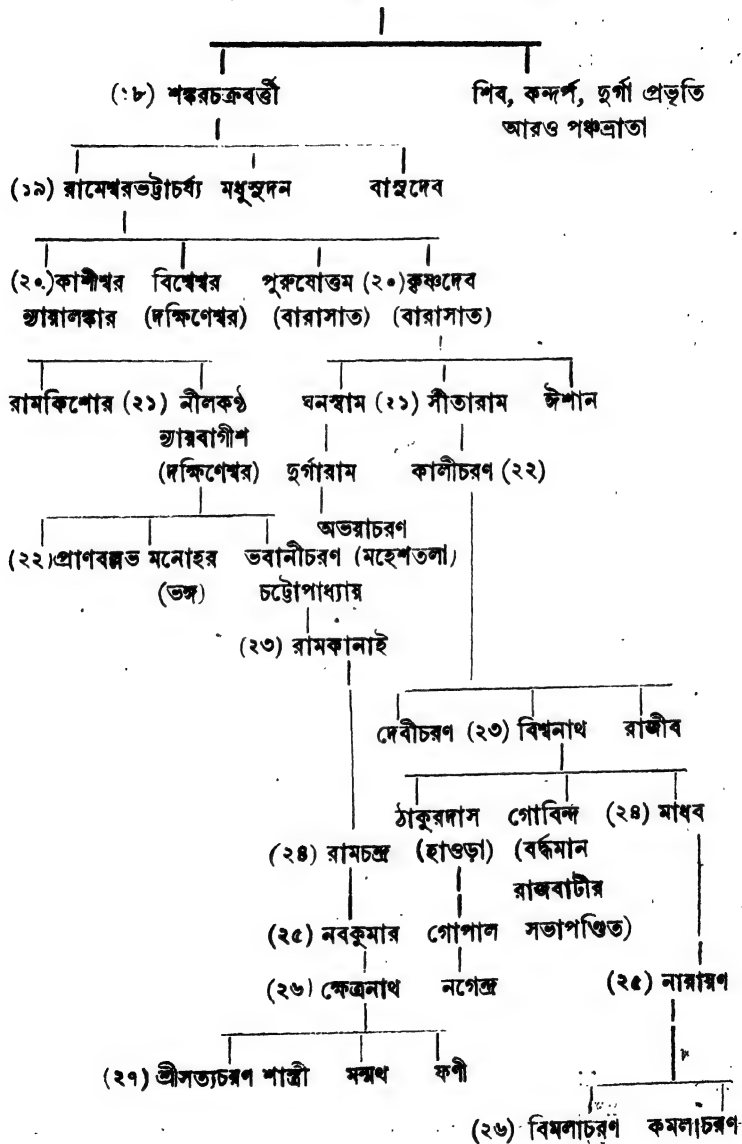 (১৮) শঙ্করচক্রবর্ত্তী শিব, কন্দর্প, দুর্গা প্রভৃতি
আরও পঞ্চভ্রাতা
(১৯) রামেশ্বরভট্টাচর্য্য মধুসূদন বাসুদেব
(২০) কাশীশ্বর বিশ্বেশ্বর পুরুষোত্তম (২০) কৃষ্ণদেব
ন্যায়ালঙ্কার (দক্ষিণেশ্বর) (বারাসাত) (বারাসাত)
রামকিশোর (২১) নীলকণ্ঠ ঘনশ্যাম (২১) সীতারাম ঈশান
ন্যায়বাগীশ
(দক্ষিণেশ্বর) দুর্গারাম কালীচরণ (২২)
অভয়াচরণ
(২২) প্রাণবল্লভ মনোহর ভবানীচরণ (মহেশতলা)
(ভঙ্গ) চট্টোপাধ্যায়
(২৩) রামকানাই
দেবীচরণ (২৩) বিশ্বনাথ রাজীব
ঠাকুরদাস গোবিন্দ (২৪) মাধব
(২৪) রামচন্দ্র (হাওড়া) (বর্দ্ধমান
রাজবাটীর
(২৫) নবকুমার গোপাল সভাপণ্ডিত)
(২৬) ক্ষেত্রনাথ নগেন্দ্র (২৫) নারায়ণ
(২৭) শ্রীসত্যচরণ শাস্ত্রী মন্মথ ফণী
(২৬) বিমলাচরণ কমলাচরণ